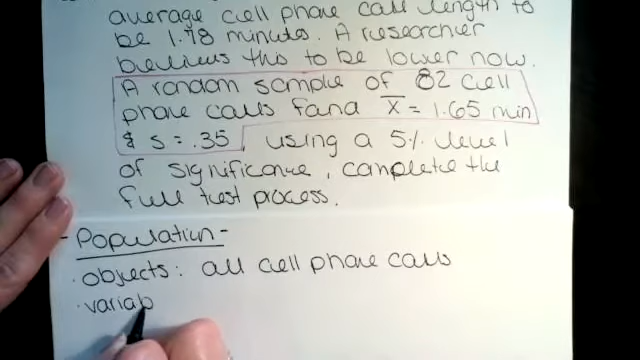 average cell phone call length to
be 1.78 minutes. A researcher
believes this to be lower now.
A random sample of 82 cell
phone calls found x̄ = 1.65 min
& s = .35 using a 5% level
of significance, complete the
full test process.
- Population -
· objects: all cell phone calls
· variab